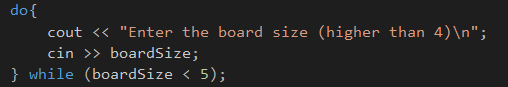 do{
    cout << "Enter the board size (higher than 4)\n";
    cin >> boardSize;
} while (boardSize < 5);